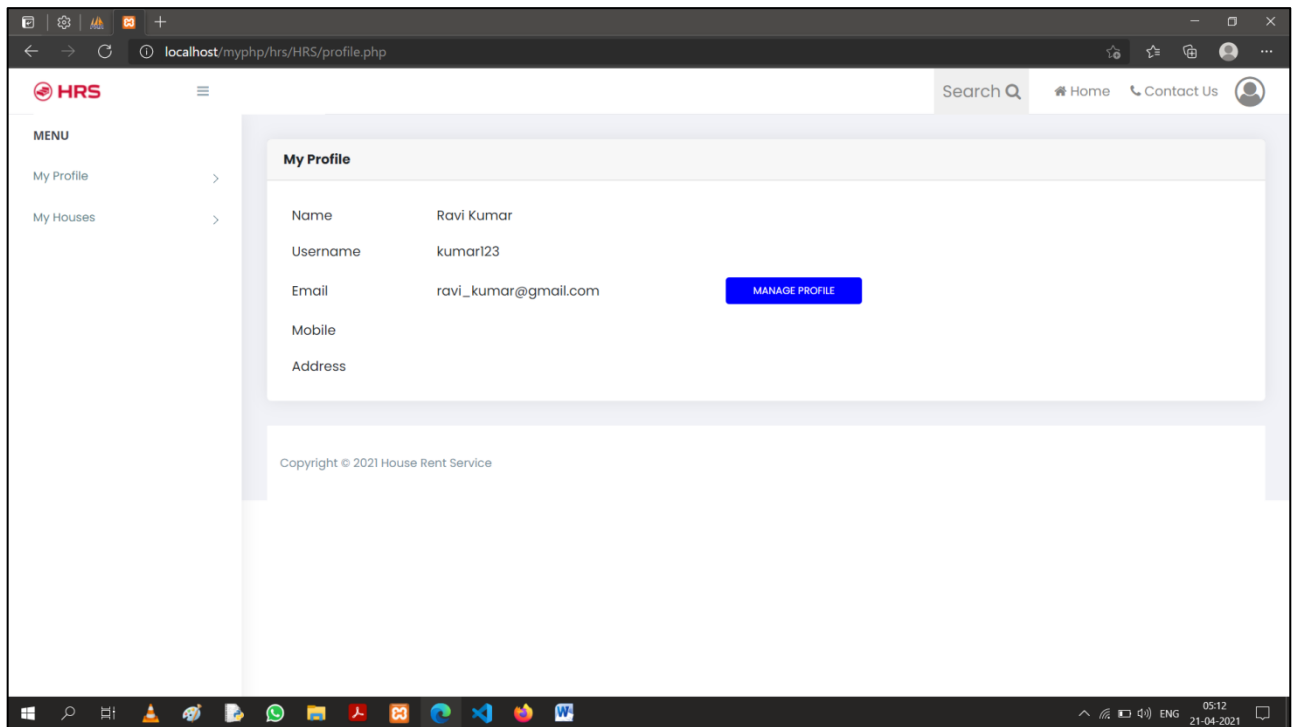 localhost/myphp/hrs/HRS/profile.php
HRS
Search
Home
Contact Us
MENU
My Profile
My Houses
My Profile
Name Ravi Kumar
Username kumar123
Email ravi_kumar@gmail.com MANAGE PROFILE
Mobile
Address
Copyright © 2021 House Rent Service
ENG
05:12
21-04-2021